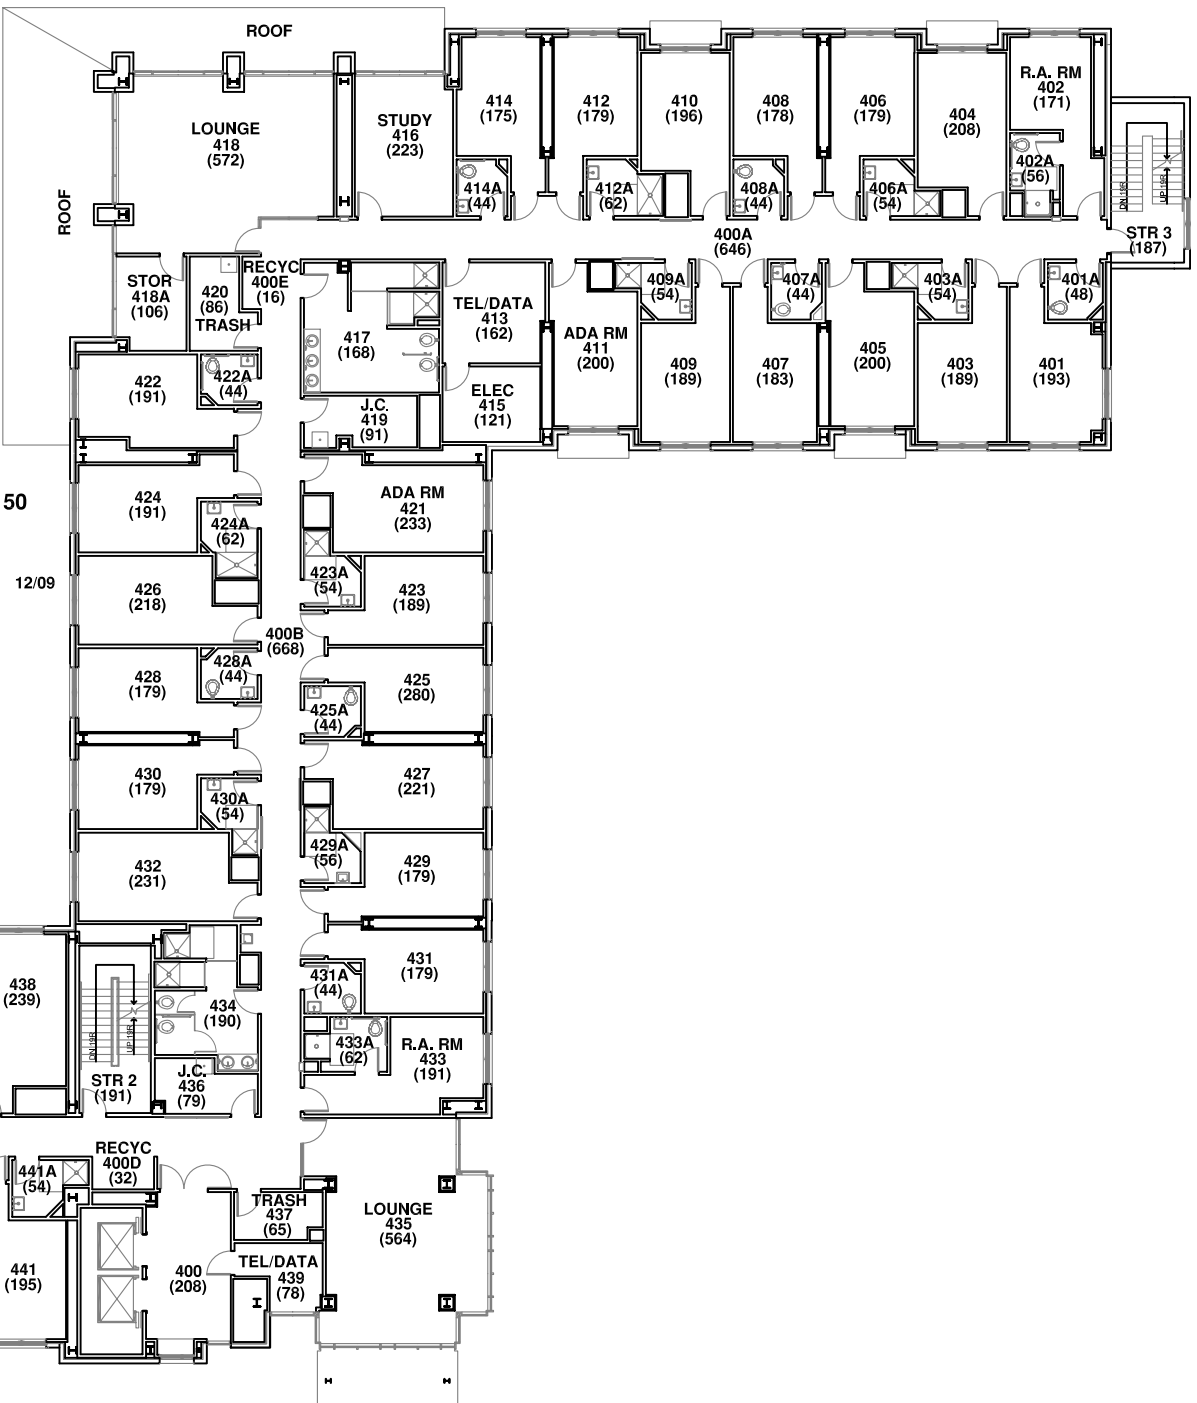 ROOF
ROOF
LOUNGE
418
(572)
STUDY
416
(223)
414
(175)
412
(179)
410
(196)
408
(178)
406
(179)
404
(208)
R.A. RM
402
(171)
414A
(44)
412A
(62)
408A
(44)
406A
(54)
402A
(56)
DN 19R
UP 19R
STR 3
(187)
400A
(646)
STOR
418A
(106)
420
(86)
TRASH
RECYC
400E
(16)
417
(168)
TEL/DATA
413
(162)
ADA RM
411
(200)
409A
(54)
407A
(44)
403A
(54)
401A
(48)
409
(189)
407
(183)
405
(200)
403
(189)
401
(193)
422
(191)
422A
(44)
J.C.
419
(91)
ELEC
415
(121)
50
12/09
424
(191)
424A
(62)
ADA RM
421
(233)
426
(218)
423A
(54)
423
(189)
400B
(668)
428
(179)
428A
(44)
425
(280)
425A
(44)
430
(179)
430A
(54)
427
(221)
432
(231)
429A
(56)
429
(179)
438
(239)
434
(190)
431A
(44)
431
(179)
DN 19R
UP 19R
STR 2
(191)
J.C.
436
(79)
433A
(62)
R.A. RM
433
(191)
441A
(54)
RECYC
400D
(32)
TRASH
437
(65)
LOUNGE
435
(564)
441
(195)
400
(208)
TEL/DATA
439
(78)